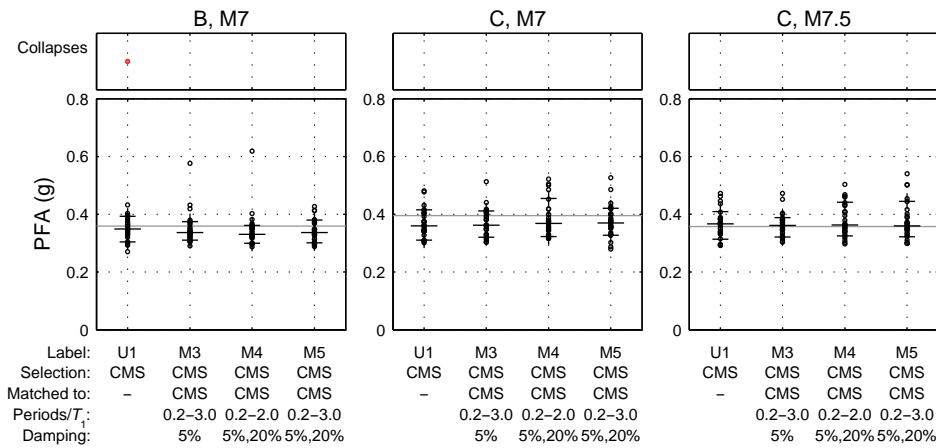 B, M7 C, M7 C, M7.5
Collapses
0.8 0.8 0.8
0.6 0.6 0.6
PFA (g)
0.4 0.4 0.4
0.2 0.2 0.2
0 0 0
Label: U1 M3 M4 M5 U1 M3 M4 M5 U1 M3 M4 M5
Selection: CMS CMS CMS CMS CMS CMS CMS CMS CMS CMS CMS CMS
Matched to: – CMS CMS CMS – CMS CMS CMS – CMS CMS CMS
Periods/T1: 0.2−3.0 0.2−2.0 0.2−3.0 0.2−3.0 0.2−2.0 0.2−3.0 0.2−3.0 0.2−2.0 0.2−3.0
Damping: 5% 5%,20% 5%,20% 5% 5%,20% 5%,20% 5% 5%,20% 5%,20%